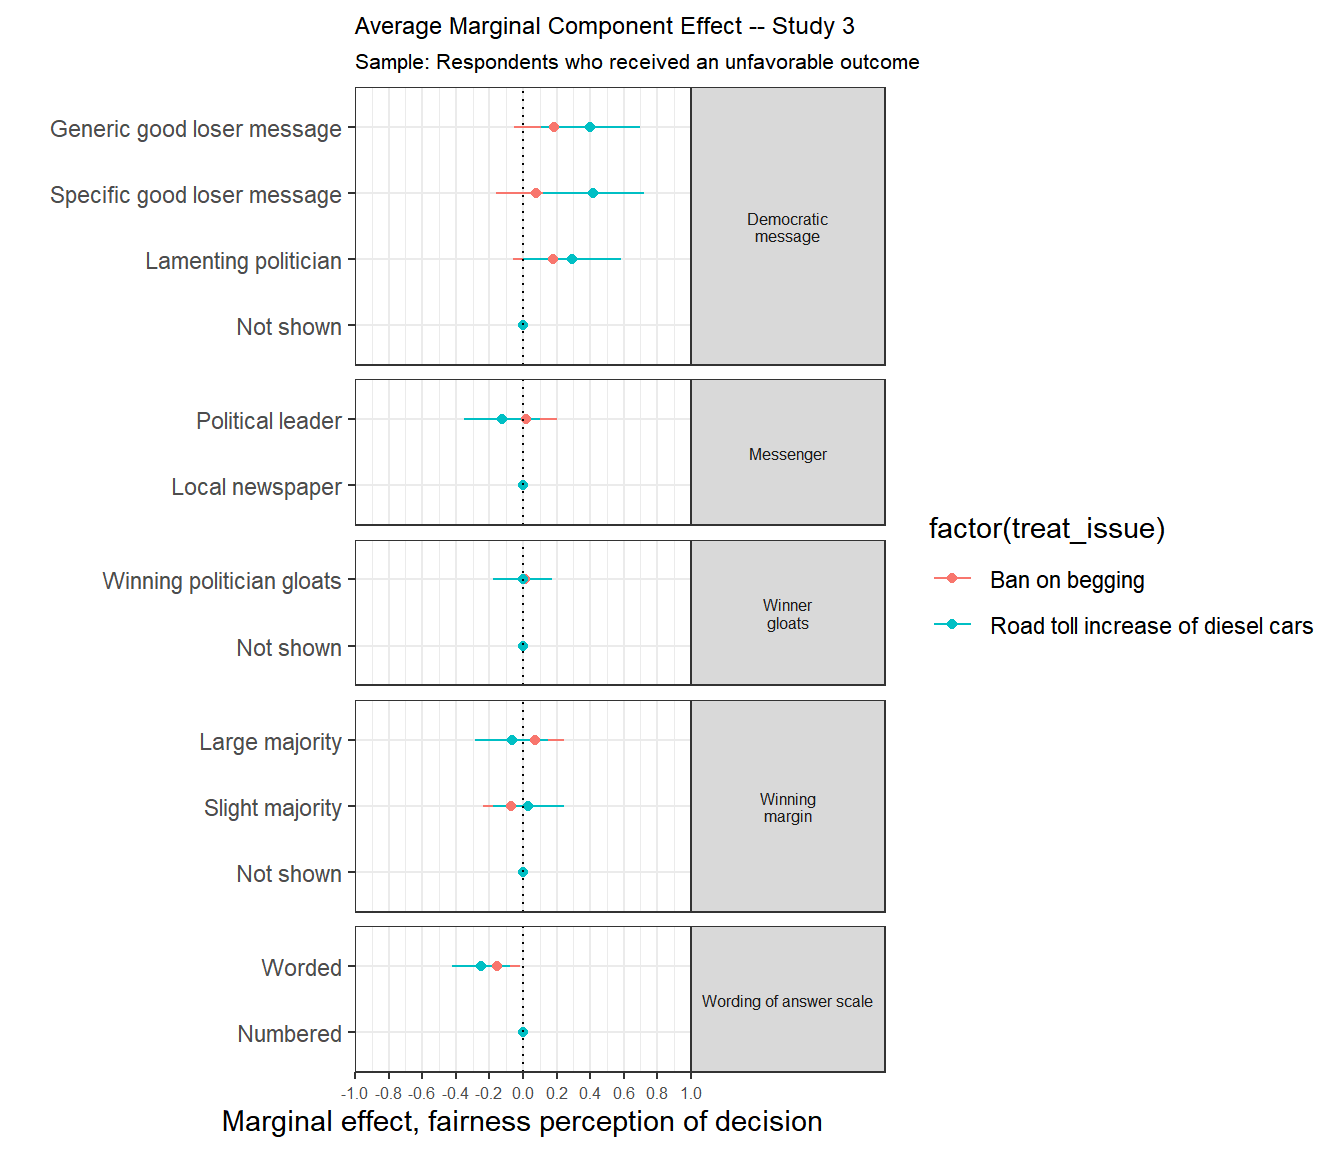 Average Marginal Component Effect -- Study 3
Sample: Respondents who received an unfavorable outcome
Generic good loser message
Specific good loser message
Lamenting politician
Not shown
Democratic
message
Political leader
Local newspaper
Messenger
Winning politician gloats
Not shown
Winner
gloats
Large majority
Slight majority
Not shown
Winning
margin
Worded
Numbered
Wording of answer scale
-1.0 -0.8 -0.6 -0.4 -0.2 0.0 0.2 0.4 0.6 0.8 1.0
Marginal effect, fairness perception of decision
factor(treat_issue)
Ban on begging
Road toll increase of diesel cars